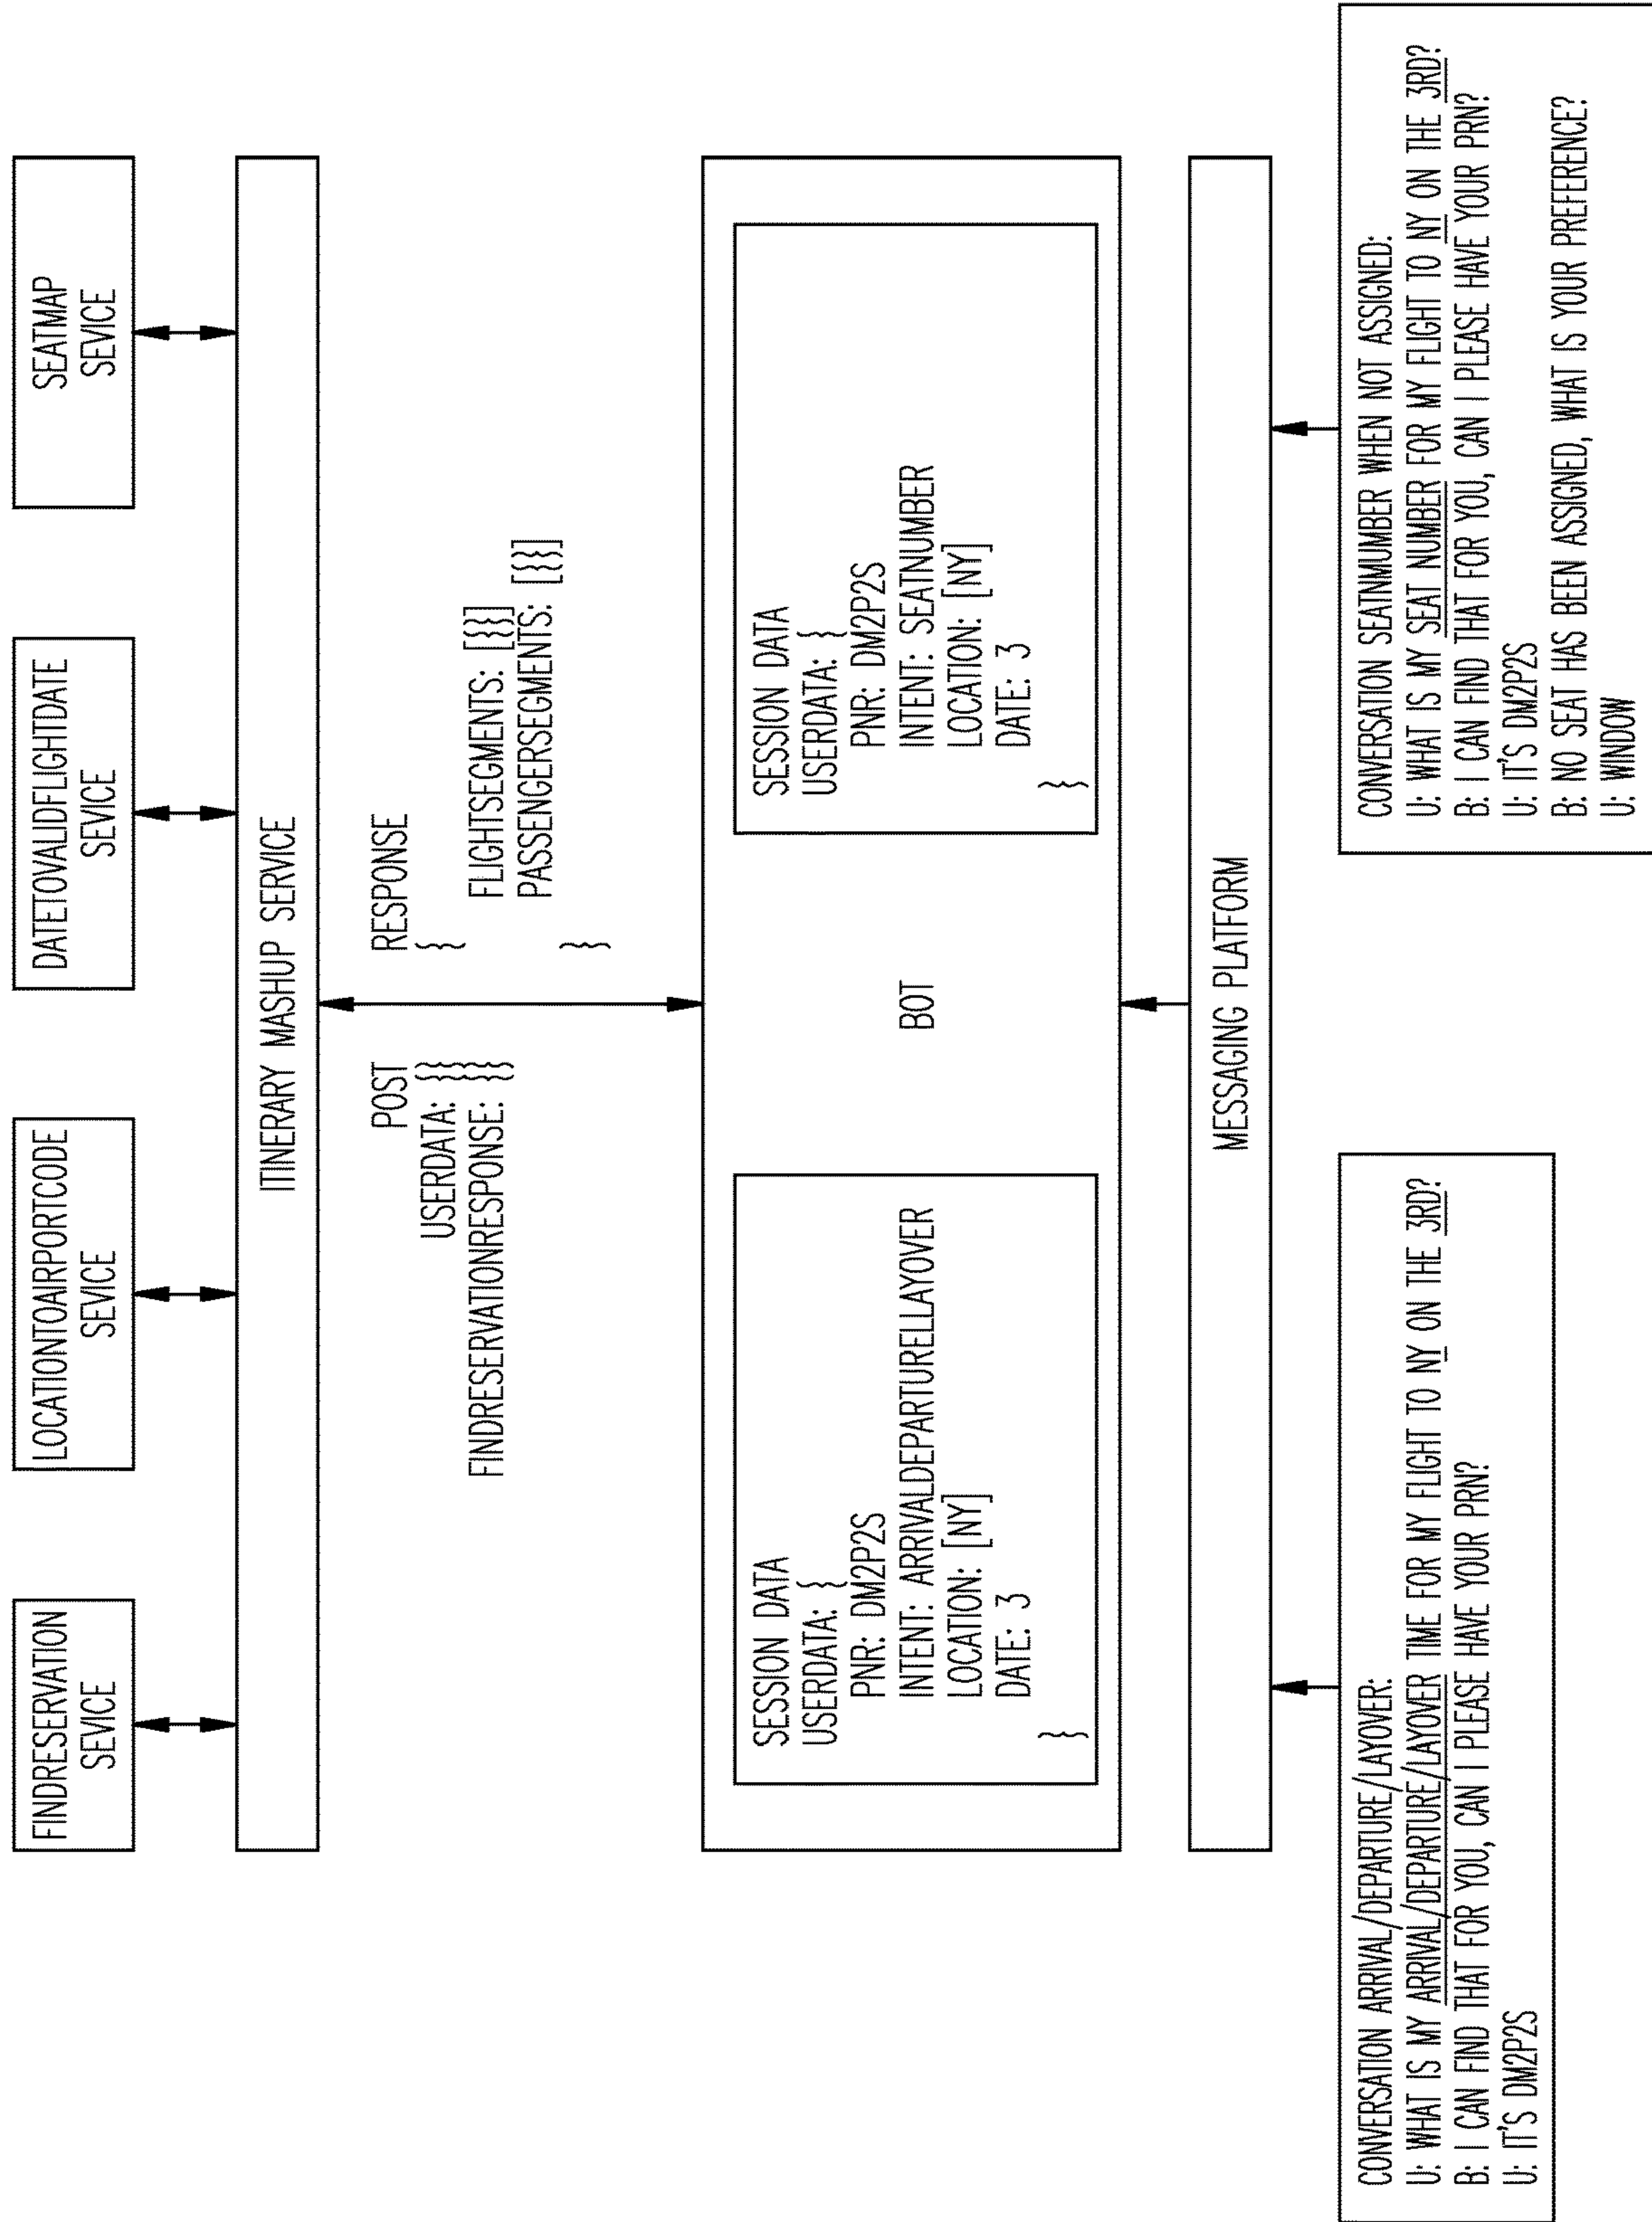 FINDRESERVATION
SEVICE
LOCATIONTOAIRPORTCODE
SEVICE
DATETOVALIDFLIGHTDATE
SEVICE
SEATMAP
SEVICE
ITINERARY MASHUP SERVICE
POST
USERDATA: {}
FINDRESERVATIONRESPONSE: {}
RESPONSE
{
FLIGHTSEGMENTS: [{}]
PASSENGERSEGMENTS: [{}]
}
SESSION DATA
USERDATA: {
PNR: DM2P2S
INTENT: ARRIVALDEPARTURELLAYOVER
LOCATION: [NY]
DATE: 3
}
BOT
SESSION DATA
USERDATA: {
PNR: DM2P2S
INTENT: SEATNUMBER
LOCATION: [NY]
DATE: 3
}
MESSAGING PLATFORM
CONVERSATION ARRIVAL/DEPARTURE/LAYOVER:
U: WHAT IS MY ARRIVAL/DEPARTURE/LAYOVER TIME FOR MY FLIGHT TO NY ON THE 3RD?
B: I CAN FIND THAT FOR YOU, CAN I PLEASE HAVE YOUR PRN?
U: IT'S DM2P2S
CONVERSATION SEATNMUMBER WHEN NOT ASSIGNED:
U: WHAT IS MY SEAT NUMBER FOR MY FLIGHT TO NY ON THE 3RD?
B: I CAN FIND THAT FOR YOU, CAN I PLEASE HAVE YOUR PRN?
U: IT'S DM2P2S
B: NO SEAT HAS BEEN ASSIGNED, WHAT IS YOUR PREFERENCE?
U: WINDOW